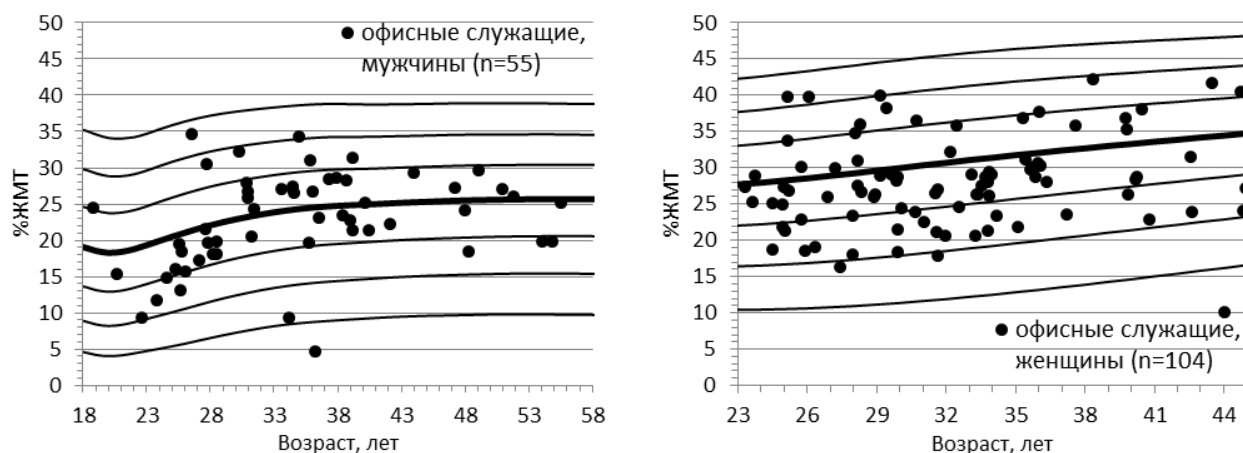 50
45
40
35
30
25
20
15
10
5
0
%ЖМТ
офисные служащие,
мужчины (n=55)
18 23 28 33 38 43 48 53 58
Возраст, лет
50
45
40
35
30
25
20
15
10
5
0
%ЖМТ
офисные служащие,
женщины (n=104)
23 26 29 32 35 38 41 44
Возраст, лет